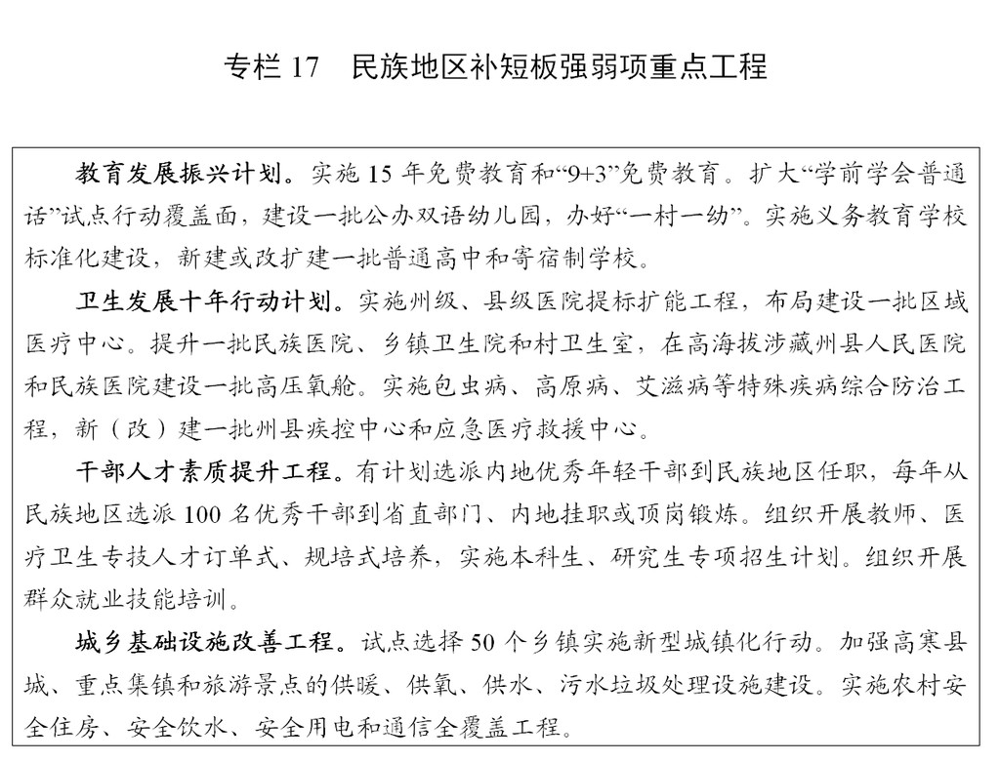 专栏 17　民族地区补短板强弱项重点工程
教育发展振兴计划。实施 15 年免费教育和“9+3”免费教育。扩大“学前学会普通
话”试点行动覆盖面，建设一批公办双语幼儿园，办好“一村一幼”。实施义务教育学校
标准化建设，新建或改扩建一批普通高中和寄宿制学校。
卫生发展十年行动计划。实施州级、县级医院提标扩能工程，布局建设一批区域
医疗中心。提升一批民族医院、乡镇卫生院和村卫生室，在高海拔涉藏州县人民医院
和民族医院建设一批高压氧舱。实施包虫病、高原病、艾滋病等特殊疾病综合防治工
程，新（改）建一批州县疾控中心和应急医疗救援中心。
干部人才素质提升工程。有计划选派内地优秀年轻干部到民族地区任职，每年从
民族地区选派 100 名优秀干部到省直部门、内地挂职或顶岗锻炼。组织开展教师、医
疗卫生专技人才订单式、规培式培养，实施本科生、研究生专项招生计划。组织开展
群众就业技能培训。
城乡基础设施改善工程。试点选择 50 个乡镇实施新型城镇化行动。加强高寒县
城、重点集镇和旅游景点的供暖、供氧、供水、污水垃圾处理设施建设。实施农村安
全住房、安全饮水、安全用电和通信全覆盖工程。